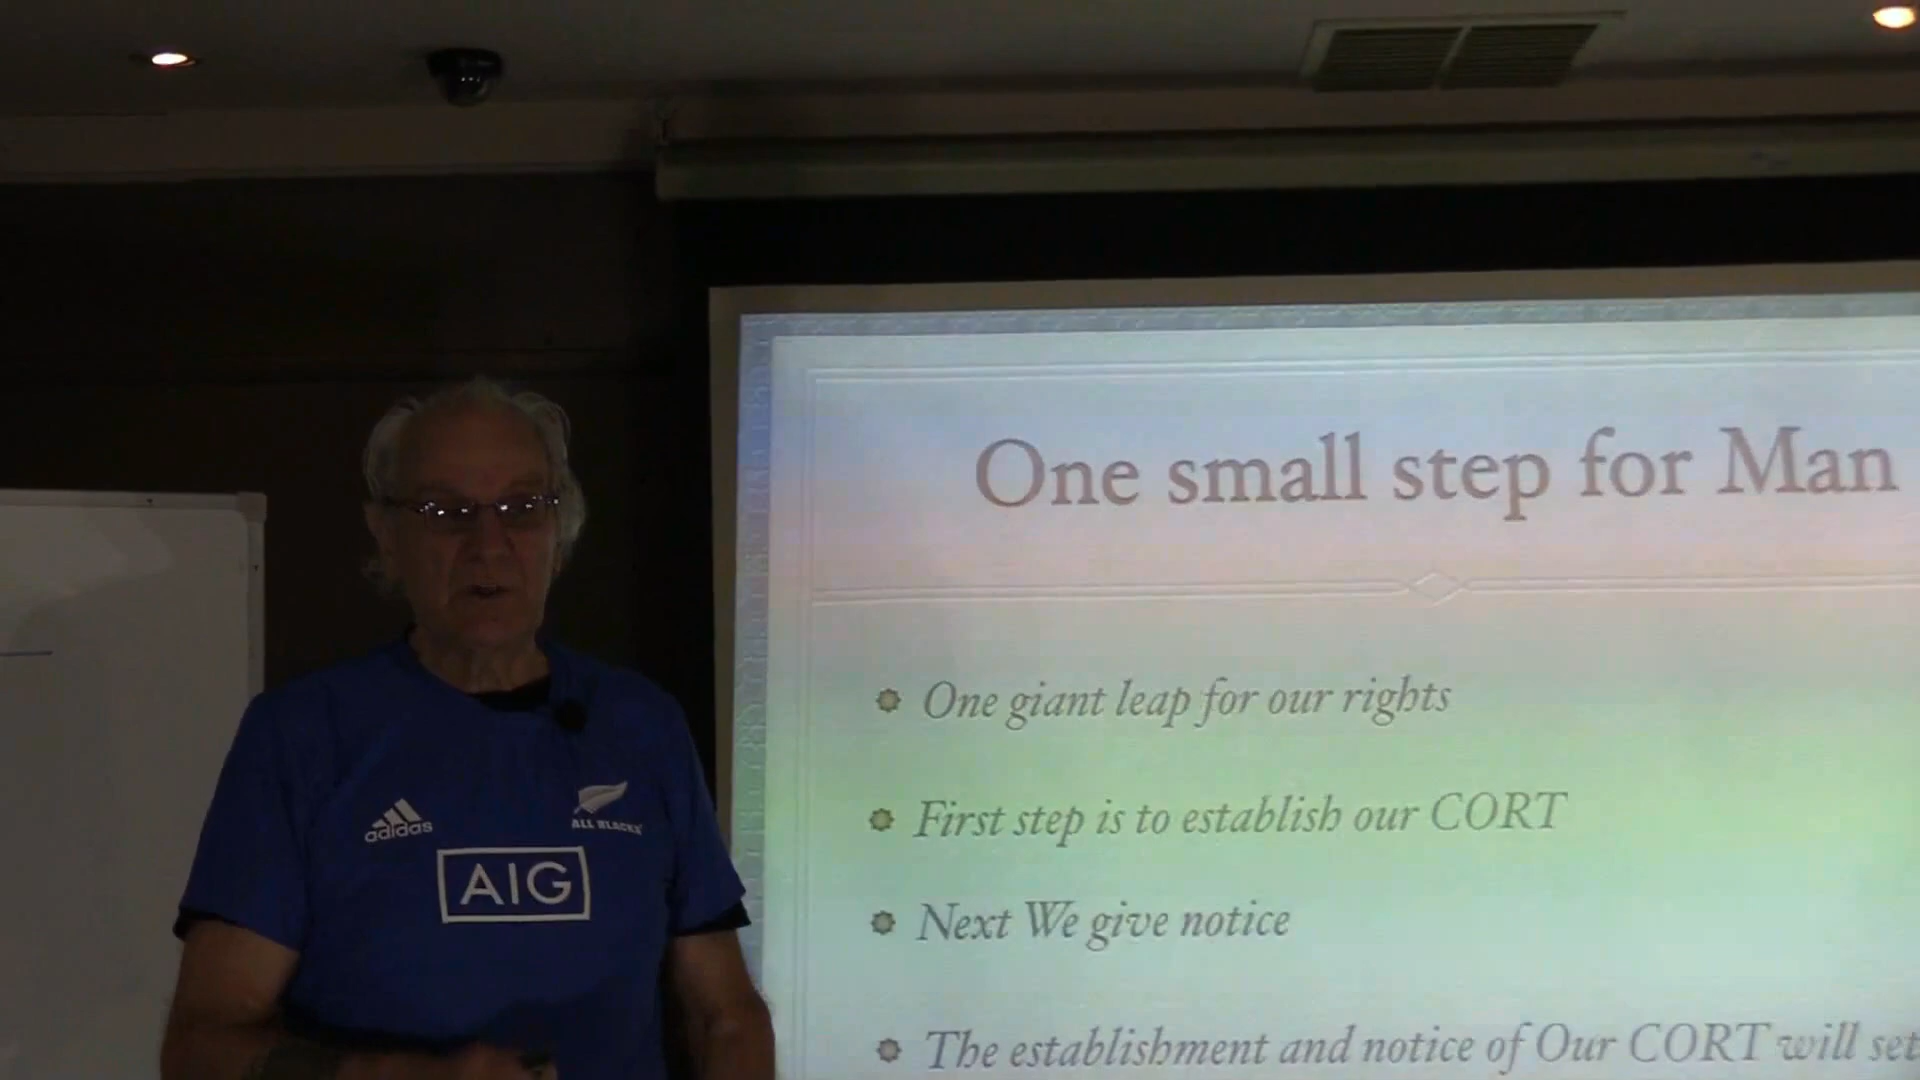 One small step for Man
One giant leap for our rights
First step is to establish our CORT
Next We give notice
The establishment and notice of Our CORT will set
adidas
ALL BLACKS
AIG